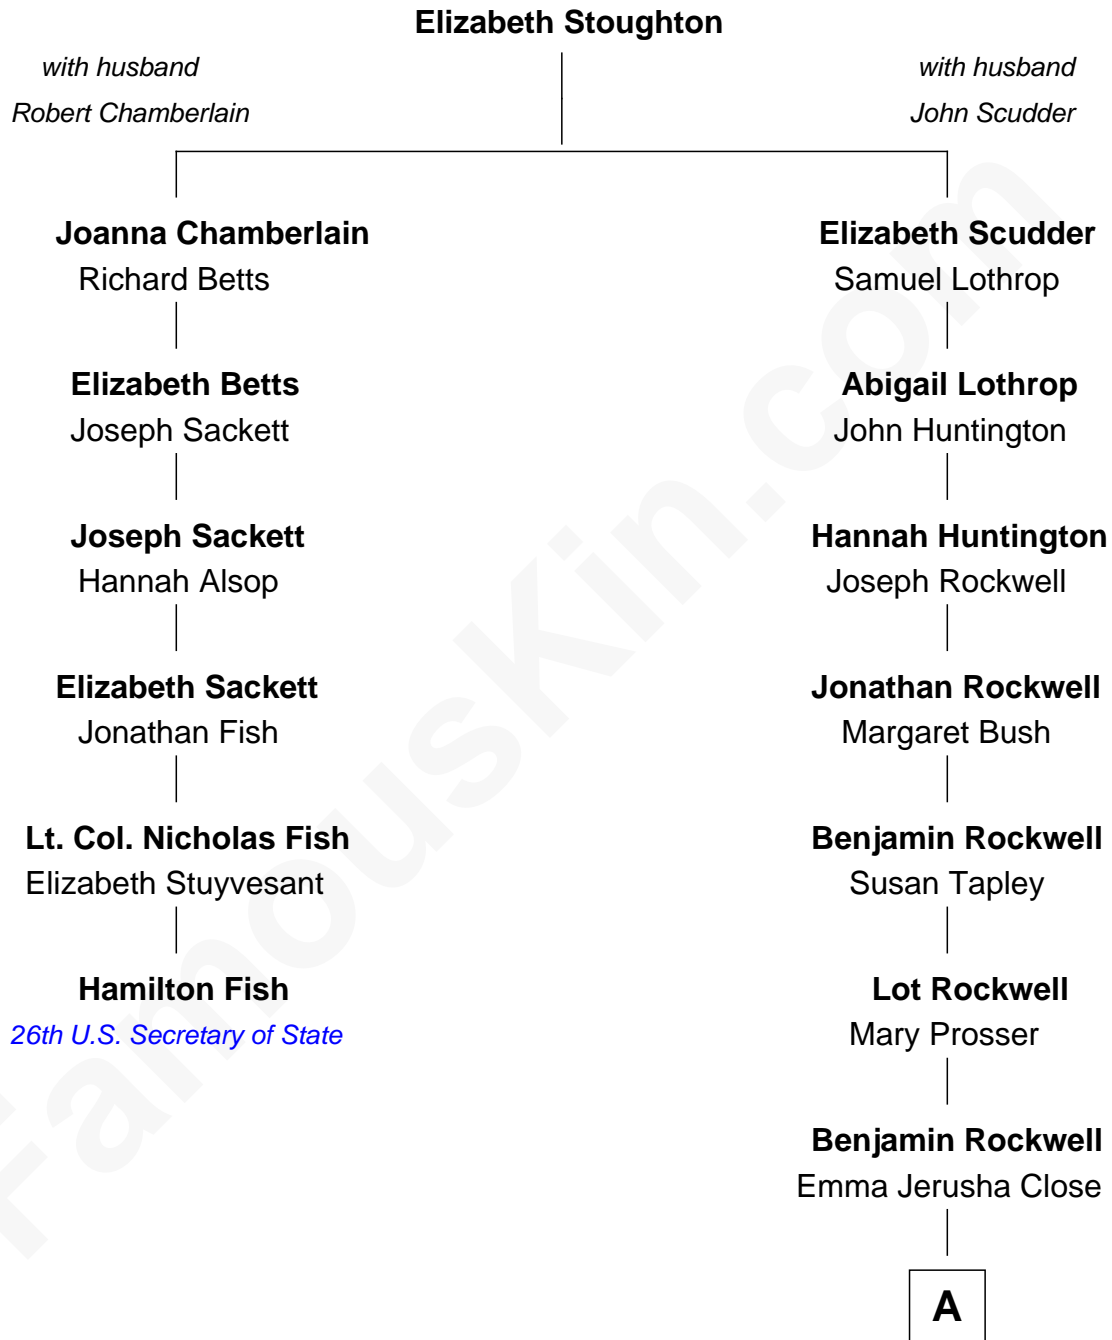 Elizabeth Stoughton
with husband
Robert Chamberlain
with husband
John Scudder
Joanna Chamberlain
Richard Betts
Elizabeth Scudder
Samuel Lothrop
Elizabeth Betts
Joseph Sackett
Abigail Lothrop
John Huntington
Joseph Sackett
Hannah Alsop
Hannah Huntington
Joseph Rockwell
Elizabeth Sackett
Jonathan Fish
Jonathan Rockwell
Margaret Bush
Lt. Col. Nicholas Fish
Elizabeth Stuyvesant
Benjamin Rockwell
Susan Tapley
Hamilton Fish
26th U.S. Secretary of State
Lot Rockwell
Mary Prosser
Benjamin Rockwell
Emma Jerusha Close
A
FamousKin.com